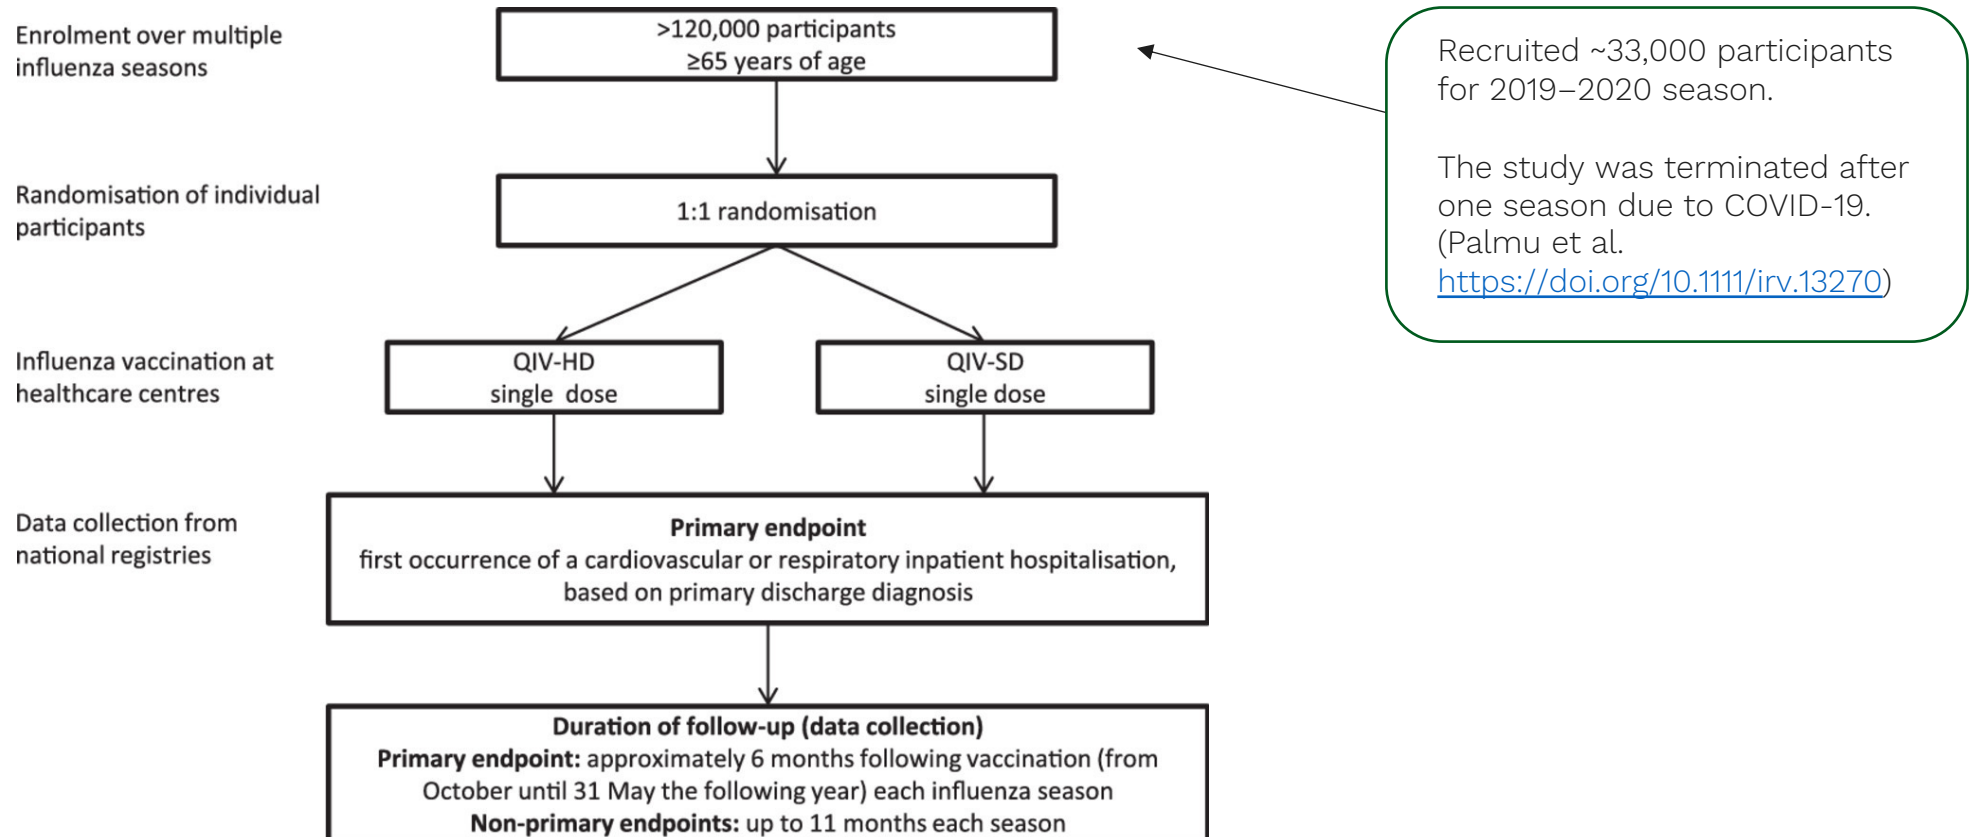 Enrolment over multiple
influenza seasons
>120,000 participants
≥65 years of age
Recruited ~33,000 participants
for 2019–2020 season.
The study was terminated after
one season due to COVID-19.
(Palmu et al.
https://doi.org/10.1111/irv.13270)
Randomisation of individual
participants
1:1 randomisation
Influenza vaccination at
healthcare centres
QIV-HD
single dose
QIV-SD
single dose
Data collection from
national registries
Primary endpoint
first occurrence of a cardiovascular or respiratory inpatient hospitalisation,
based on primary discharge diagnosis
Duration of follow-up (data collection)
Primary endpoint: approximately 6 months following vaccination (from
October until 31 May the following year) each influenza season
Non-primary endpoints: up to 11 months each season